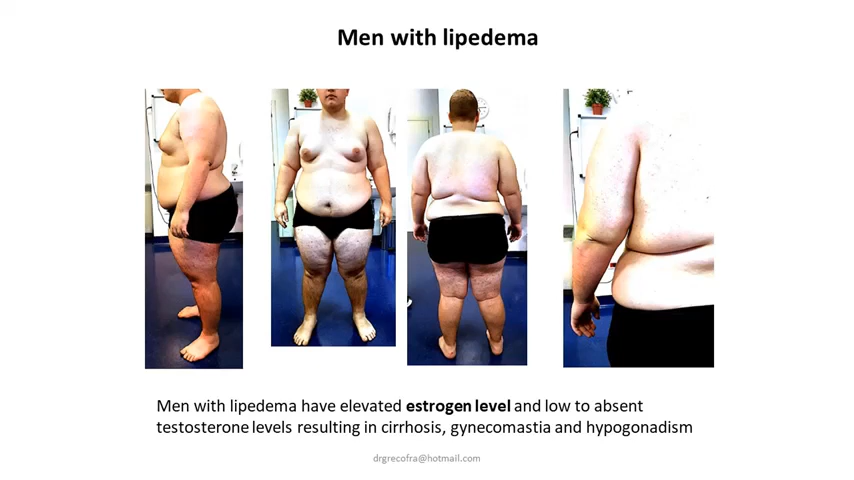 Men with lipedema
Men with lipedema have elevated estrogen level and low to absent
testosterone levels resulting in cirrhosis, gynecomastia and hypogonadism
drgrecofra@hotmail.com